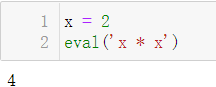 1 x = 2
2 eval('x * x')
4